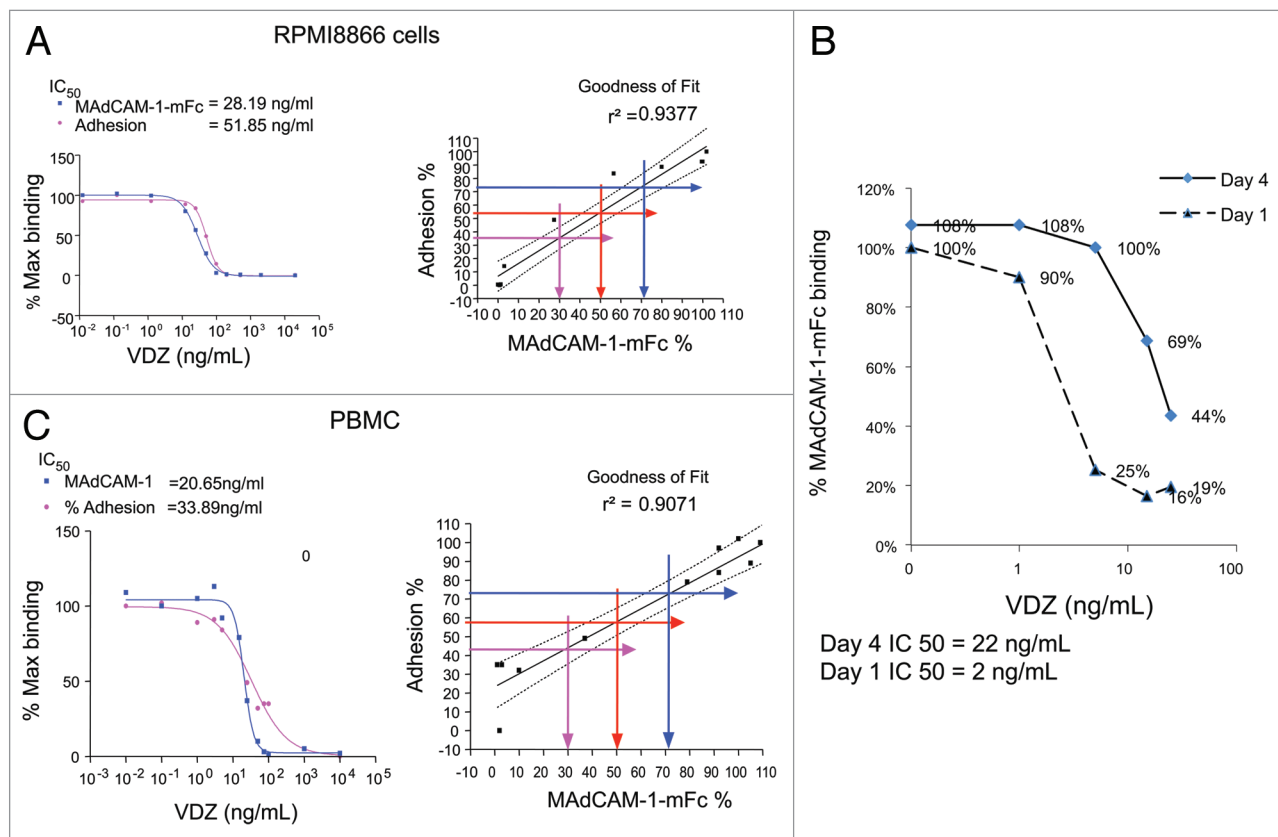 A
RPMI8866 cells
IC50
MAdCAM-1-mFc = 28.19 ng/ml
Adhesion = 51.85 ng/ml
% Max binding
150
100
50
0
-50
10-2 10-1 100 101 102 103 104 105
VDZ (ng/mL)
Goodness of Fit
r² =0.9377
Adhesion %
110
100
90
80
70
60
50
40
30
20
10
0
-10
-10 0 10 20 30 40 50 60 70 80 90 100 110
MAdCAM-1-mFc %
B
Day 4
Day 1
% MAdCAM-1-mFc binding
120%
100%
80%
60%
40%
20%
0%
108%
108%
100%
100%
90%
69%
44%
25%
16%
19%
0 1 10 100
VDZ (ng/mL)
Day 4 IC 50 = 22 ng/mL
Day 1 IC 50 = 2 ng/mL
C
PBMC
IC50
MAdCAM-1 =20.65ng/ml
% Adhesion =33.89ng/ml
% Max binding
150
100
50
0
0
10-3 10-2 10-1 100 101 102 103 104 105
VDZ (ng/mL)
Goodness of Fit
r² = 0.9071
Adhesion %
110
100
90
80
70
60
50
40
30
20
10
0
-10
-10 0 10 20 30 40 50 60 70 80 90 100 110
MAdCAM-1-mFc %